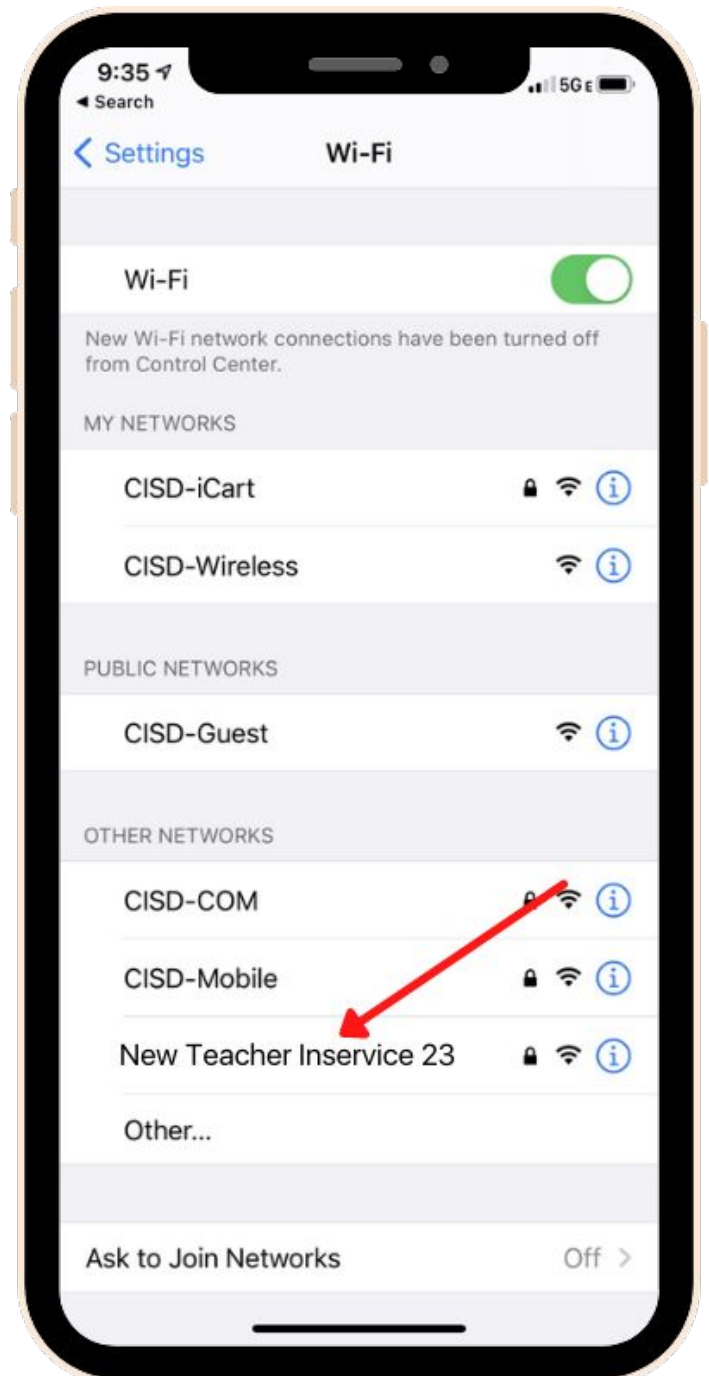 9:35
Search
5G E
Settings
Wi-Fi
Wi-Fi
New Wi-Fi network connections have been turned off
from Control Center.
MY NETWORKS
CISD-iCart
CISD-Wireless
PUBLIC NETWORKS
CISD-Guest
OTHER NETWORKS
CISD-COM
CISD-Mobile
New Teacher Inservice 23
Other...
Ask to Join Networks
Off